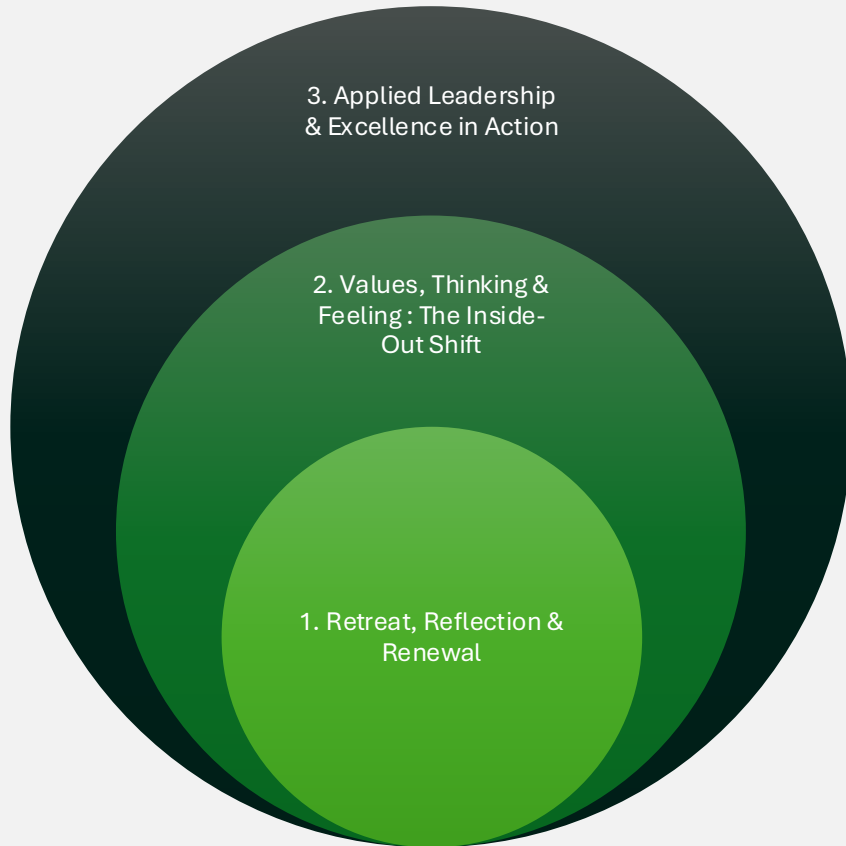 3. Applied Leadership
& Excellence in Action
2. Values, Thinking &
Feeling : The Inside-
Out Shift
1. Retreat, Reflection &
Renewal